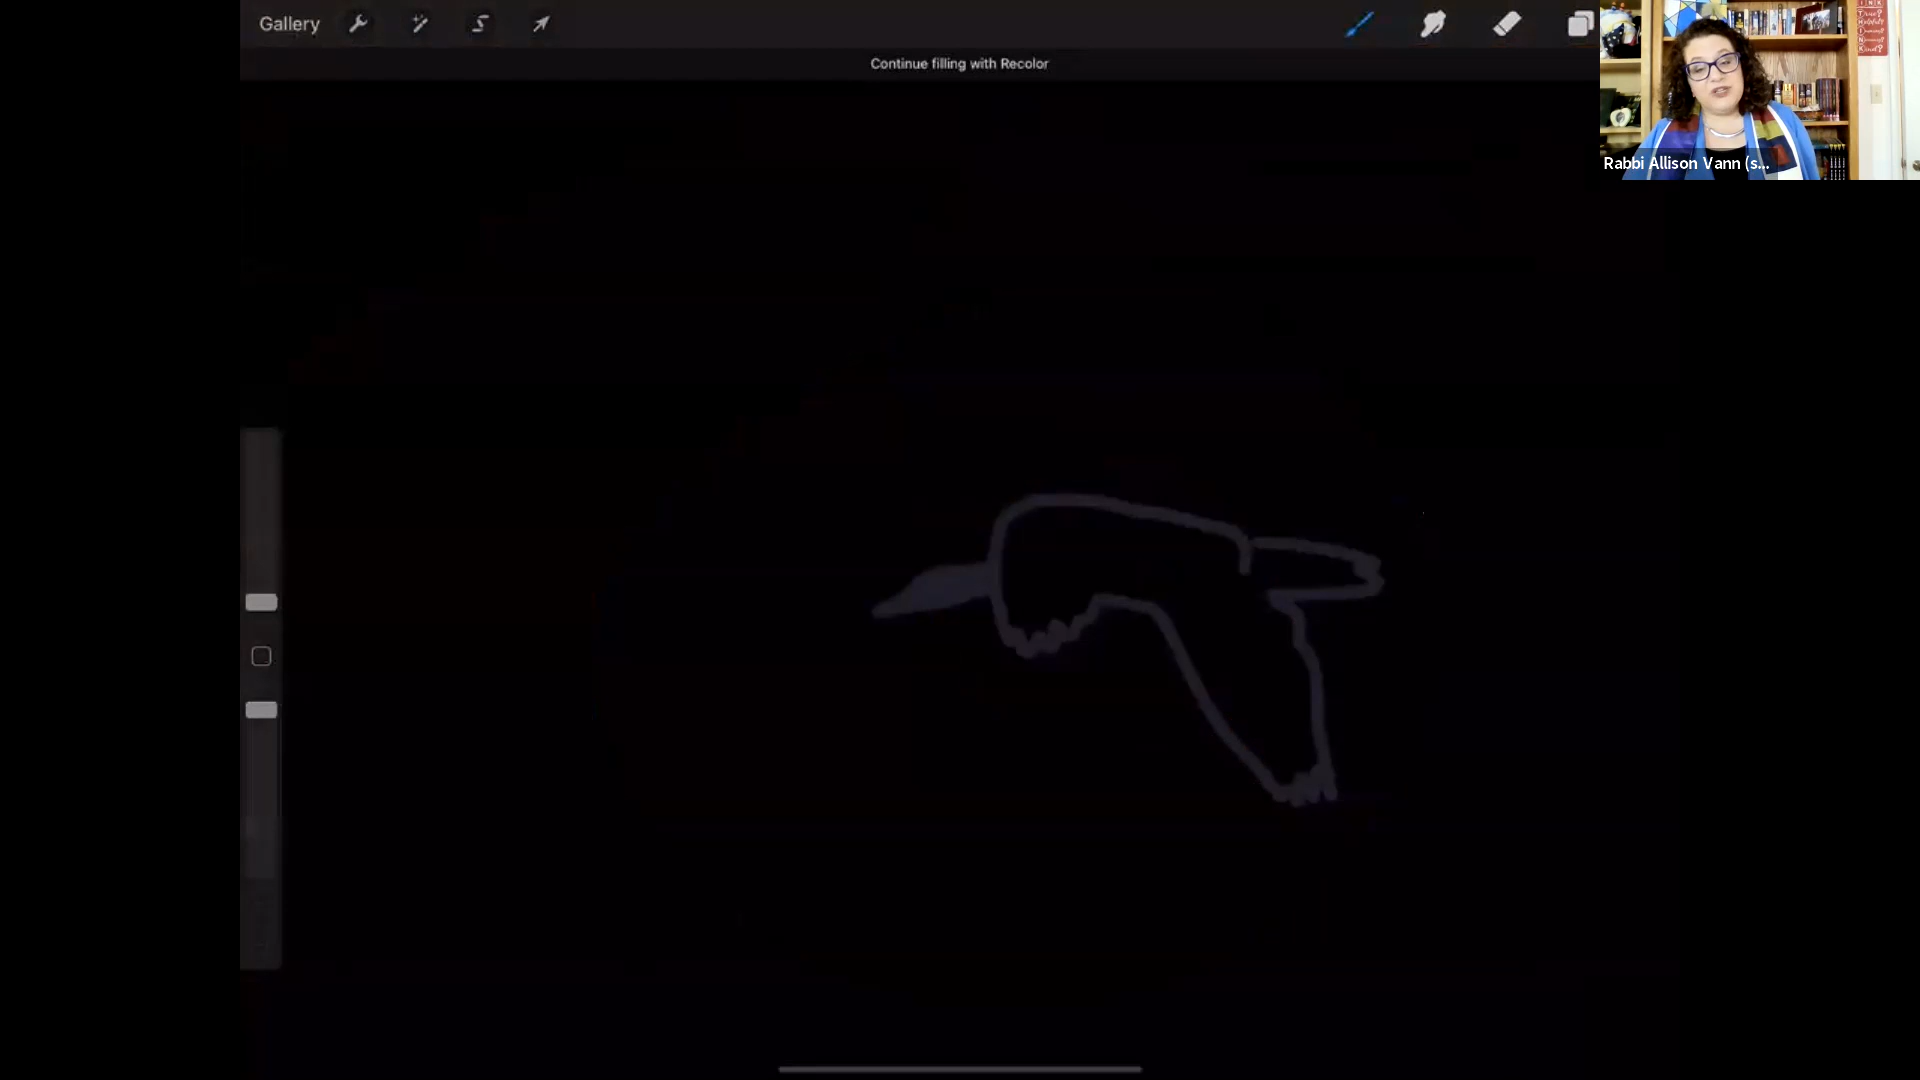 Gallery
Continue filling with Recolor
Rabbi Allison Vann (s...